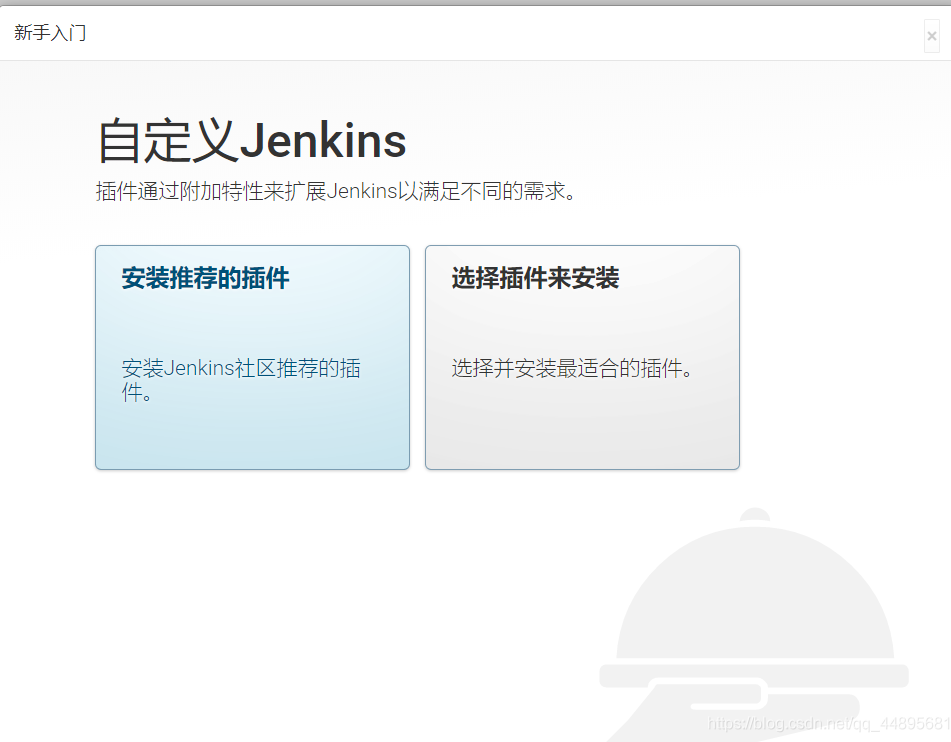 新手入门
×
自定义Jenkins
插件通过附加特性来扩展Jenkins以满足不同的需求。
安装推荐的插件
安装Jenkins社区推荐的插
件。
选择插件来安装
选择并安装最适合的插件。
https://blog.csdn.net/qq_44895681